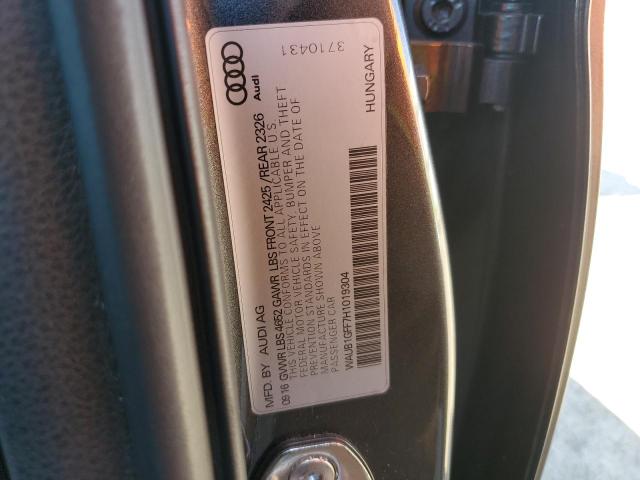 MFD. BY AUDI AG
09 16 GVWR LBS 4652 GAWR LBS FRONT 2425 / REAR 2326
THIS VEHICLE CONFORMS TO ALL APPLICABLE U S
FEDERAL MOTOR VEHICLE SAFETY, BUMPER AND THEFT
PREVENTION STANDARDS IN EFFECT ON THE DATE OF
MANUFACTURE SHOWN ABOVE
PASSENGER CAR
WAUB1GFF7H1019304
Audi
3710431
HUNGARY